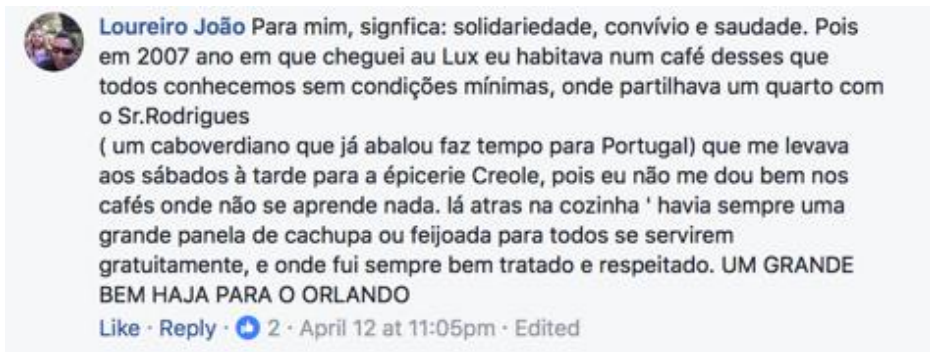 Loureiro João Para mim, signfica: solidariedade, convívio e saudade. Pois
em 2007 ano em que cheguei au Lux eu habitava num café desses que
todos conhecemos sem condições mínimas, onde partilhava um quarto com
o Sr.Rodrigues
( um caboverdiano que já abalou faz tempo para Portugal) que me levava
aos sábados à tarde para a épicerie Creole, pois eu não me dou bem nos
cafés onde não se aprende nada. lá atras na cozinha ' havia sempre uma
grande panela de cachupa ou feijoada para todos se servirem
gratuitamente, e onde fui sempre bem tratado e respeitado. UM GRANDE
BEM HAJA PARA O ORLANDO
Like · Reply · 2 · April 12 at 11:05pm · Edited